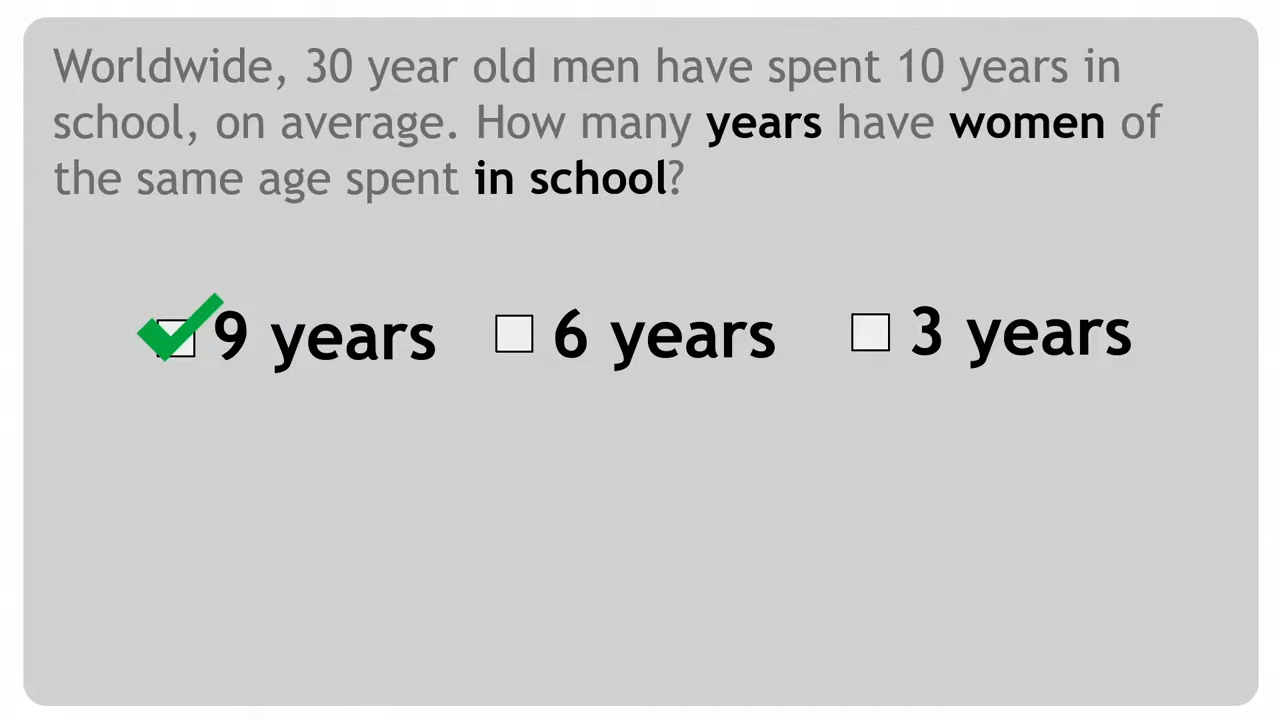 Worldwide, 30 year old men have spent 10 years in
school, on average. How many years have women of
the same age spent in school?
9 years 6 years 3 years